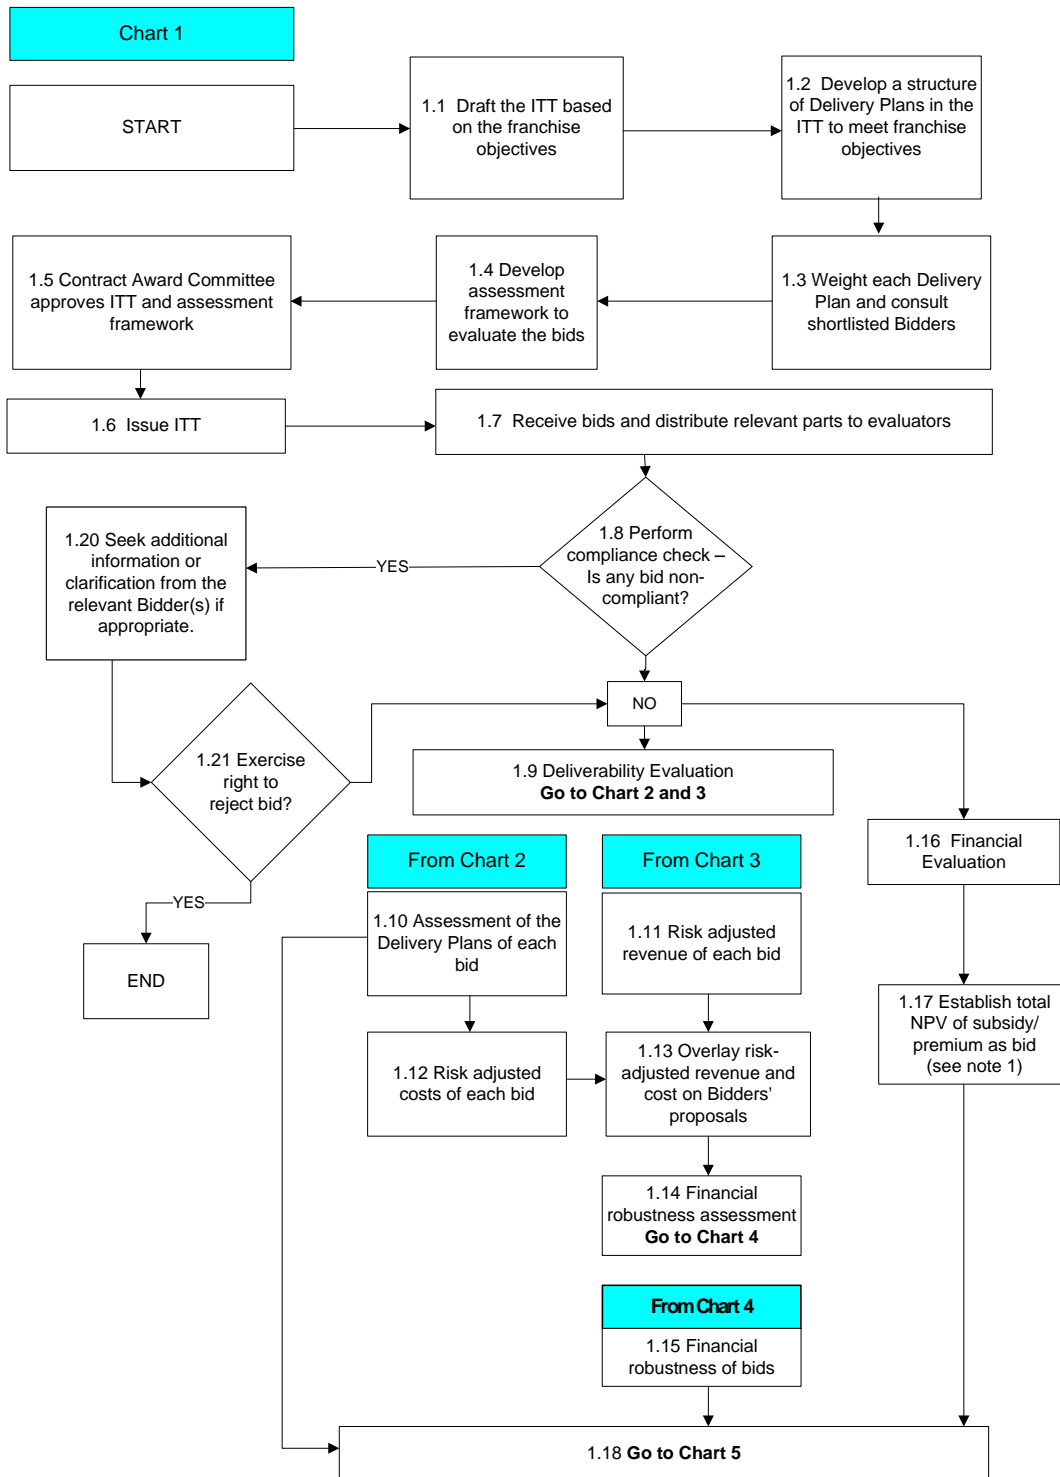 Chart 1
START
1.1  Draft the ITT based
on the franchise
objectives
1.2  Develop a structure
of Delivery Plans in the
ITT to meet franchise
objectives
1.5 Contract Award Committee
approves ITT and assessment
framework
1.4 Develop
assessment
framework to
evaluate the bids
1.3 Weight each Delivery
Plan and consult
shortlisted Bidders
1.6  Issue ITT
1.7  Receive bids and distribute relevant parts to evaluators
1.8 Perform
compliance check –
Is any bid non-
compliant?
YES
1.20 Seek additional
information or
clarification from the
relevant Bidder(s) if
appropriate.
NO
1.21 Exercise
right to
reject bid?
1.9 Deliverability Evaluation
Go to Chart 2 and 3
1.16  Financial
Evaluation
YES
END
From Chart 2
1.10 Assessment of the
Delivery Plans of each
bid
From Chart 3
1.11 Risk adjusted
revenue of each bid
1.12 Risk adjusted
costs of each bid
1.13 Overlay risk-
adjusted revenue and
cost on Bidders'
proposals
1.17 Establish total
NPV of subsidy/
premium as bid
(see note 1)
1.14 Financial
robustness assessment
Go to Chart 4
From Chart 4
1.15 Financial
robustness of bids
1.18 Go to Chart 5